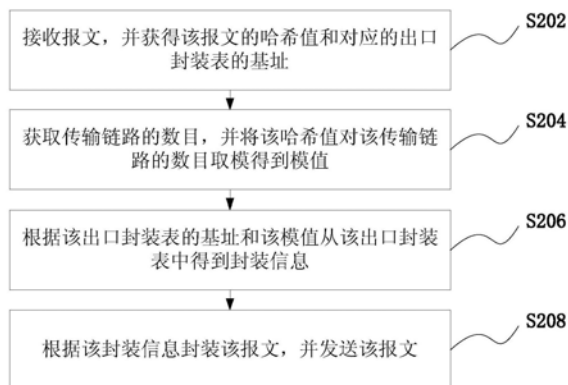 接收报文，并获得该报文的哈希值和对应的出口
封装表的基址
S202
获取传输链路的数目，并将该哈希值对该传输链
路的数目取模得到模值
S204
根据该出口封装表的基址和该模值从该出口封装
表中得到封装信息
S206
根据该封装信息封装该报文，并发送该报文
S208